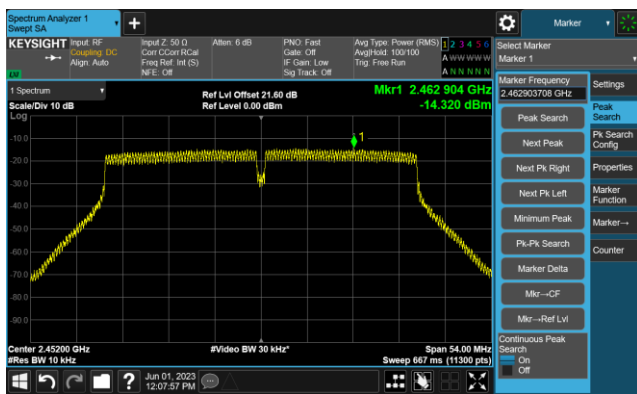 Spectrum Analyzer 1
Swept SA
Marker
KEYSIGHT
Input: RF
Coupling: DC
Align: Auto
Input Z: 50 Ω
Corr CCorr RCal
Freq Ref: Int (S)
NFE: Off
Atten: 6 dB
PNO: Fast
Gate: Off
IF Gain: Low
Sig Track: Off
Avg Type: Power (RMS)
Avg|Hold: 100/100
Trig: Free Run
1 2 3 4 5 6
A W W W W W
A N N N N N
Select Marker
Marker 1
1 Spectrum
Scale/Div 10 dB
Log
Ref Lvl Offset 21.60 dB
Ref Level 0.00 dBm
Mkr1 2.462 904 GHz
-14.320 dBm
1
-10.0
-20.0
-30.0
-40.0
-50.0
-60.0
-70.0
-80.0
-90.0
Center 2.45200 GHz
#Res BW 10 kHz
#Video BW 30 kHz*
Span 54.00 MHz
Sweep 667 ms (11300 pts)
Marker Frequency
2.462903708 GHz
Peak Search
Next Peak
Next Pk Right
Next Pk Left
Minimum Peak
Pk-Pk Search
Marker Delta
Mkr→CF
Mkr→Ref Lvl
Continuous Peak
Search
On
Off
Settings
Peak
Search
Pk Search
Config
Properties
Marker
Function
Marker→
Counter
?
Jun 01, 2023
12:07:57 PM